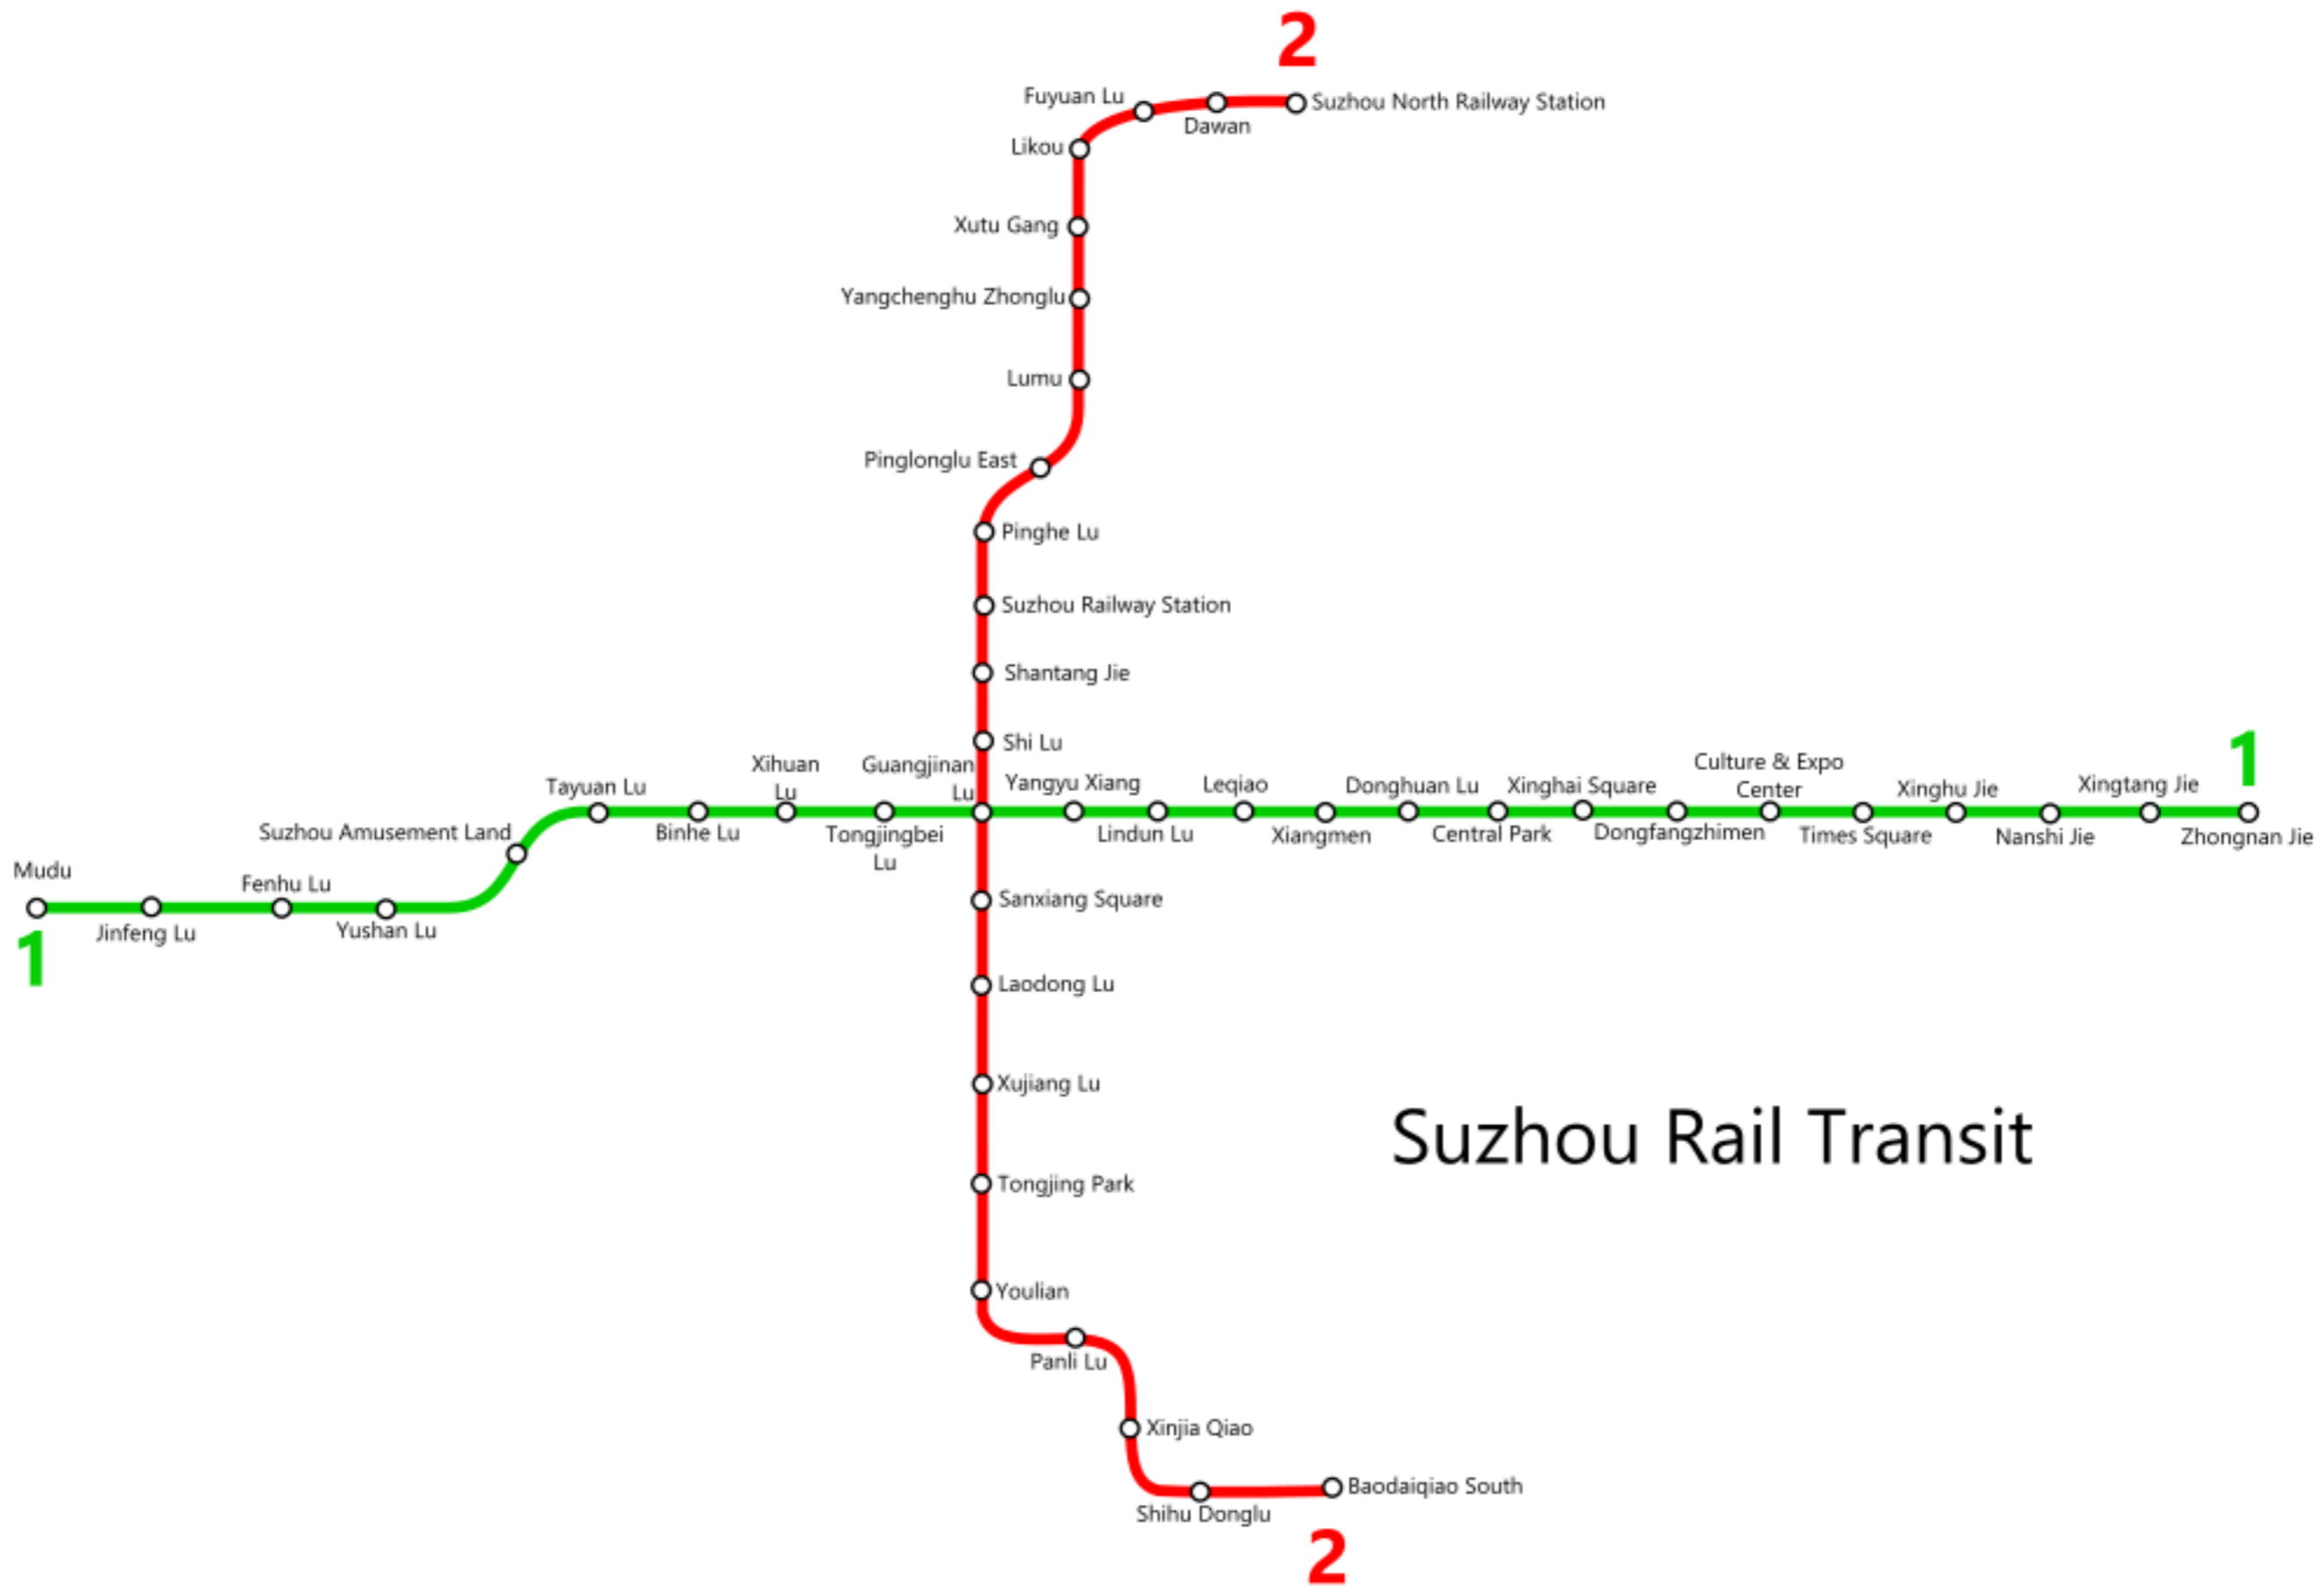 2
Fuyuan Lu
Suzhou North Railway Station
Dawan
Likou
Xutu Gang
Yangchenghu Zhonglu
Lumu
Pinglonglu East
Pinghe Lu
Suzhou Railway Station
Shantang Jie
Shi Lu
1
Mudu
Jinfeng Lu
Fenhu Lu
Yushan Lu
Suzhou Amusement Land
Tayuan Lu
Binhe Lu
Xihuan
Lu
Tongjingbei
Lu
Guangjinan
Lu
Yangyu Xiang
Lindun Lu
Leqiao
Xiangmen
Donghuan Lu
Central Park
Xinghai Square
Dongfangzhimen
Culture & Expo
Center
Times Square
Xinghu Jie
Nanshi Jie
Xingtang Jie
Zhongnan Jie
1
Sanxiang Square
Laodong Lu
Xujiang Lu
Suzhou Rail Transit
Tongjing Park
Youlian
Panli Lu
Xinjia Qiao
Baodaiqiao South
Shihu Donglu
2